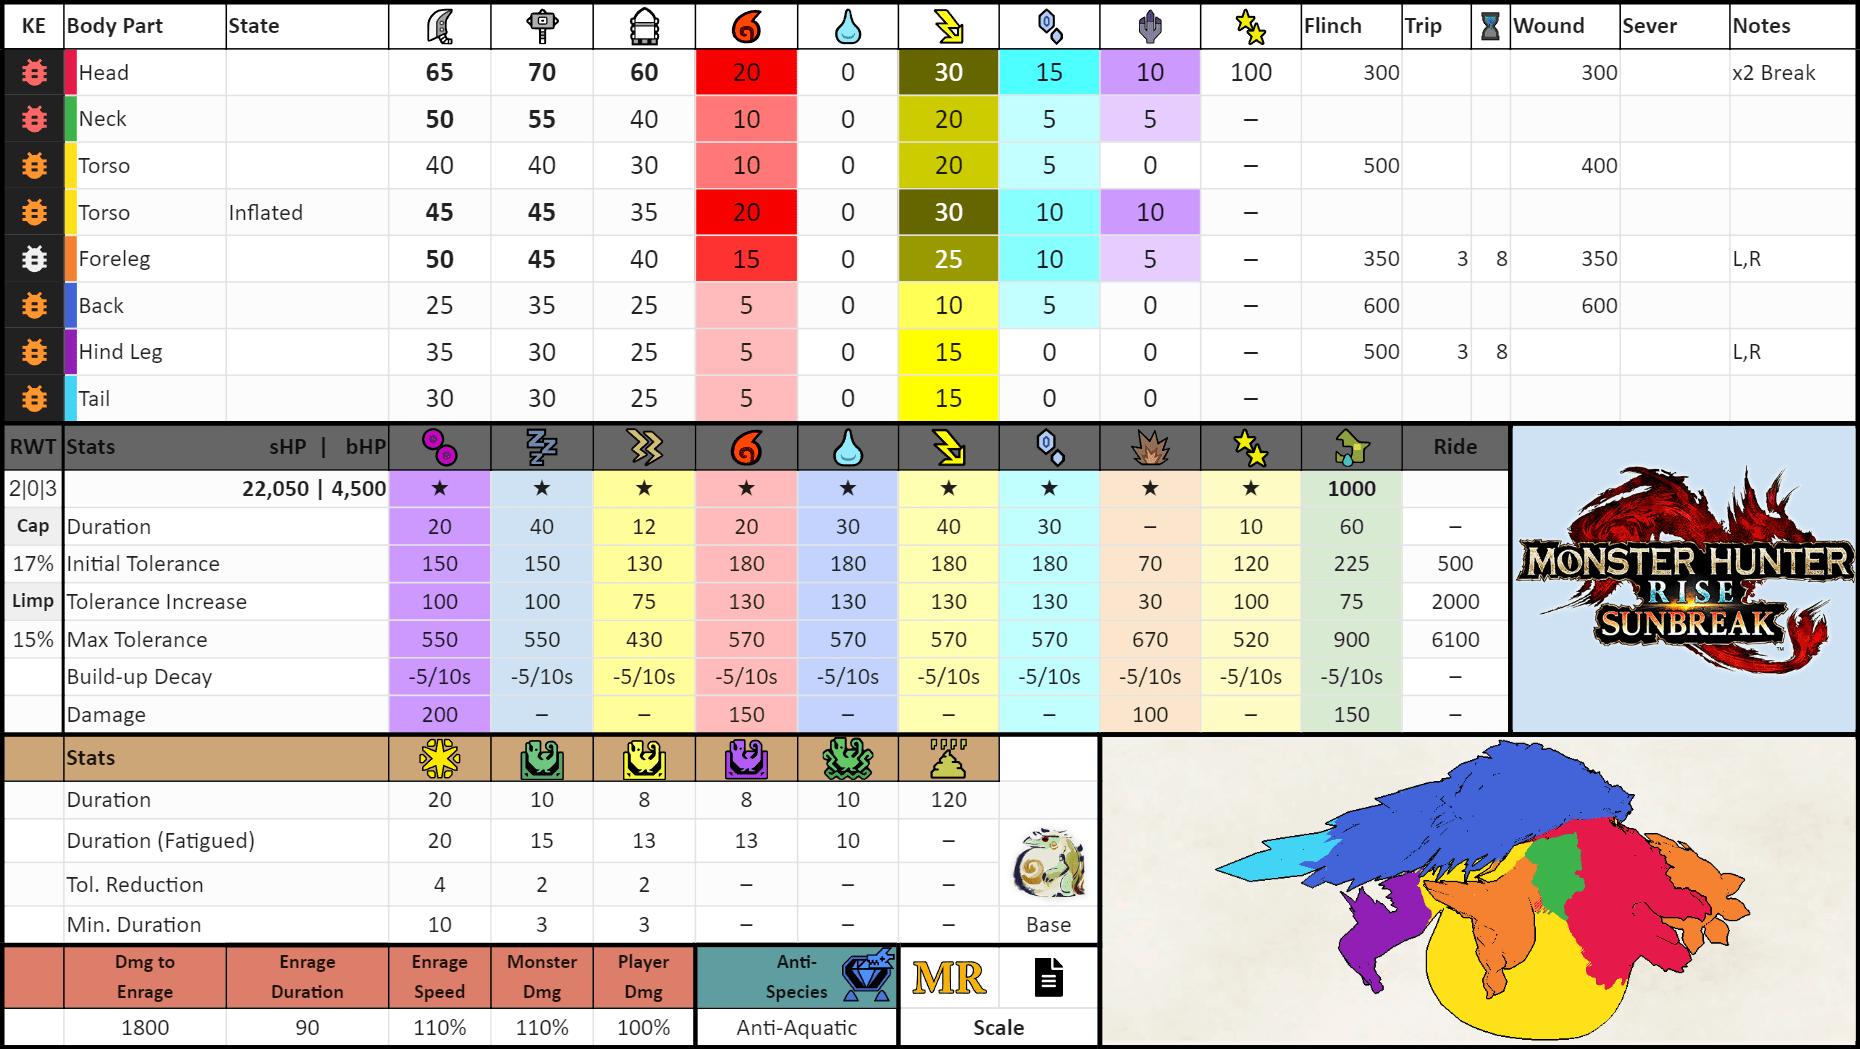 KE Body Part State Flinch Trip Wound Sever Notes
Head 65 70 60 20 0 30 15 10 100 300 300 x2 Break
Neck 50 55 40 10 0 20 5 5 –
Torso 40 40 30 10 0 20 5 0 – 500 400
Torso Inflated 45 45 35 20 0 30 10 10 –
Foreleg 50 45 40 15 0 25 10 5 – 350 3 8 350 L,R
Back 25 35 25 5 0 10 5 0 – 600 600
Hind Leg 35 30 25 5 0 15 0 0 – 500 3 8 L,R
Tail 30 30 25 5 0 15 0 0 –
RWT Stats sHP | bHP Ride
2|0|3 22,050 | 4,500 ★ ★ ★ ★ ★ ★ ★ ★ ★ 1000
Cap Duration 20 40 12 20 30 40 30 – 10 60 –
17% Initial Tolerance 150 150 130 180 180 180 180 70 120 225 500
Limp Tolerance Increase 100 100 75 130 130 130 130 30 100 75 2000
15% Max Tolerance 550 550 430 570 570 570 570 670 520 900 6100
Build-up Decay -5/10s -5/10s -5/10s -5/10s -5/10s -5/10s -5/10s -5/10s -5/10s -5/10s –
Damage 200 – – 150 – – – 100 – 150 –
MONSTER HUNTER
RISE
SUNBREAK
TM
Stats
Duration 20 10 8 8 10 120
Duration (Fatigued) 20 15 13 13 10 –
Tol. Reduction 4 2 2 – – –
Min. Duration 10 3 3 – – – Base
Dmg to Enrage Enrage Monster Player Anti-
Enrage Duration Speed Dmg Dmg Species MR
1800 90 110% 110% 100% Anti-Aquatic Scale